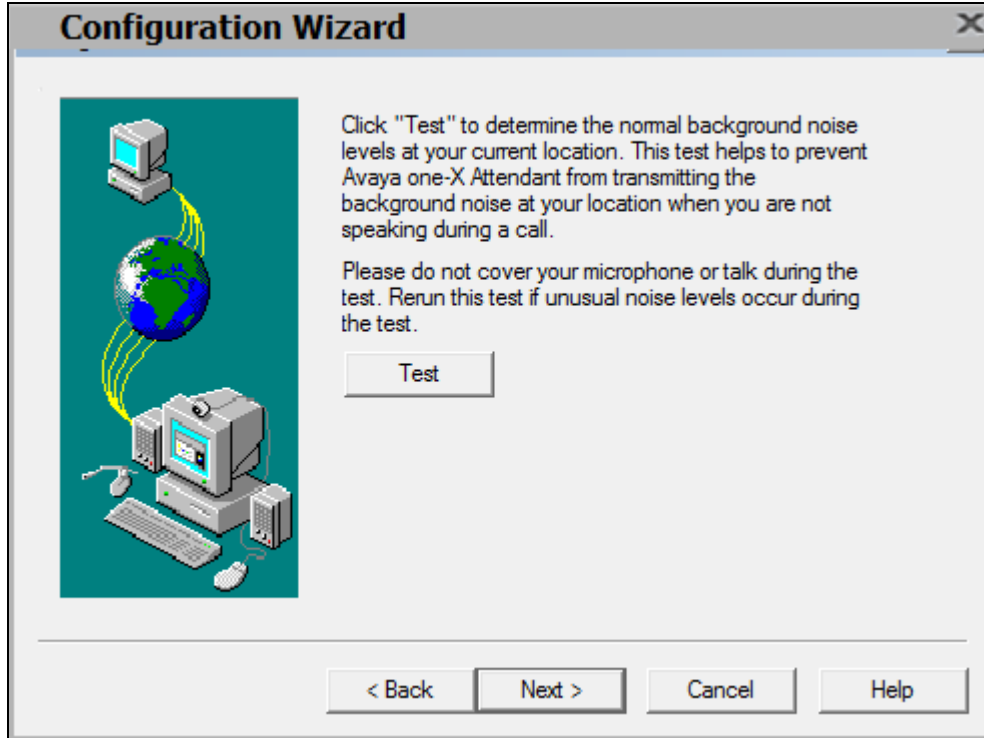 Configuration Wizard
Click "Test" to determine the normal background noise
levels at your current location. This test helps to prevent
Avaya one-X Attendant from transmitting the
background noise at your location when you are not
speaking during a call.
Please do not cover your microphone or talk during the
test. Rerun this test if unusual noise levels occur during
the test.
Test
< Back
Next >
Cancel
Help